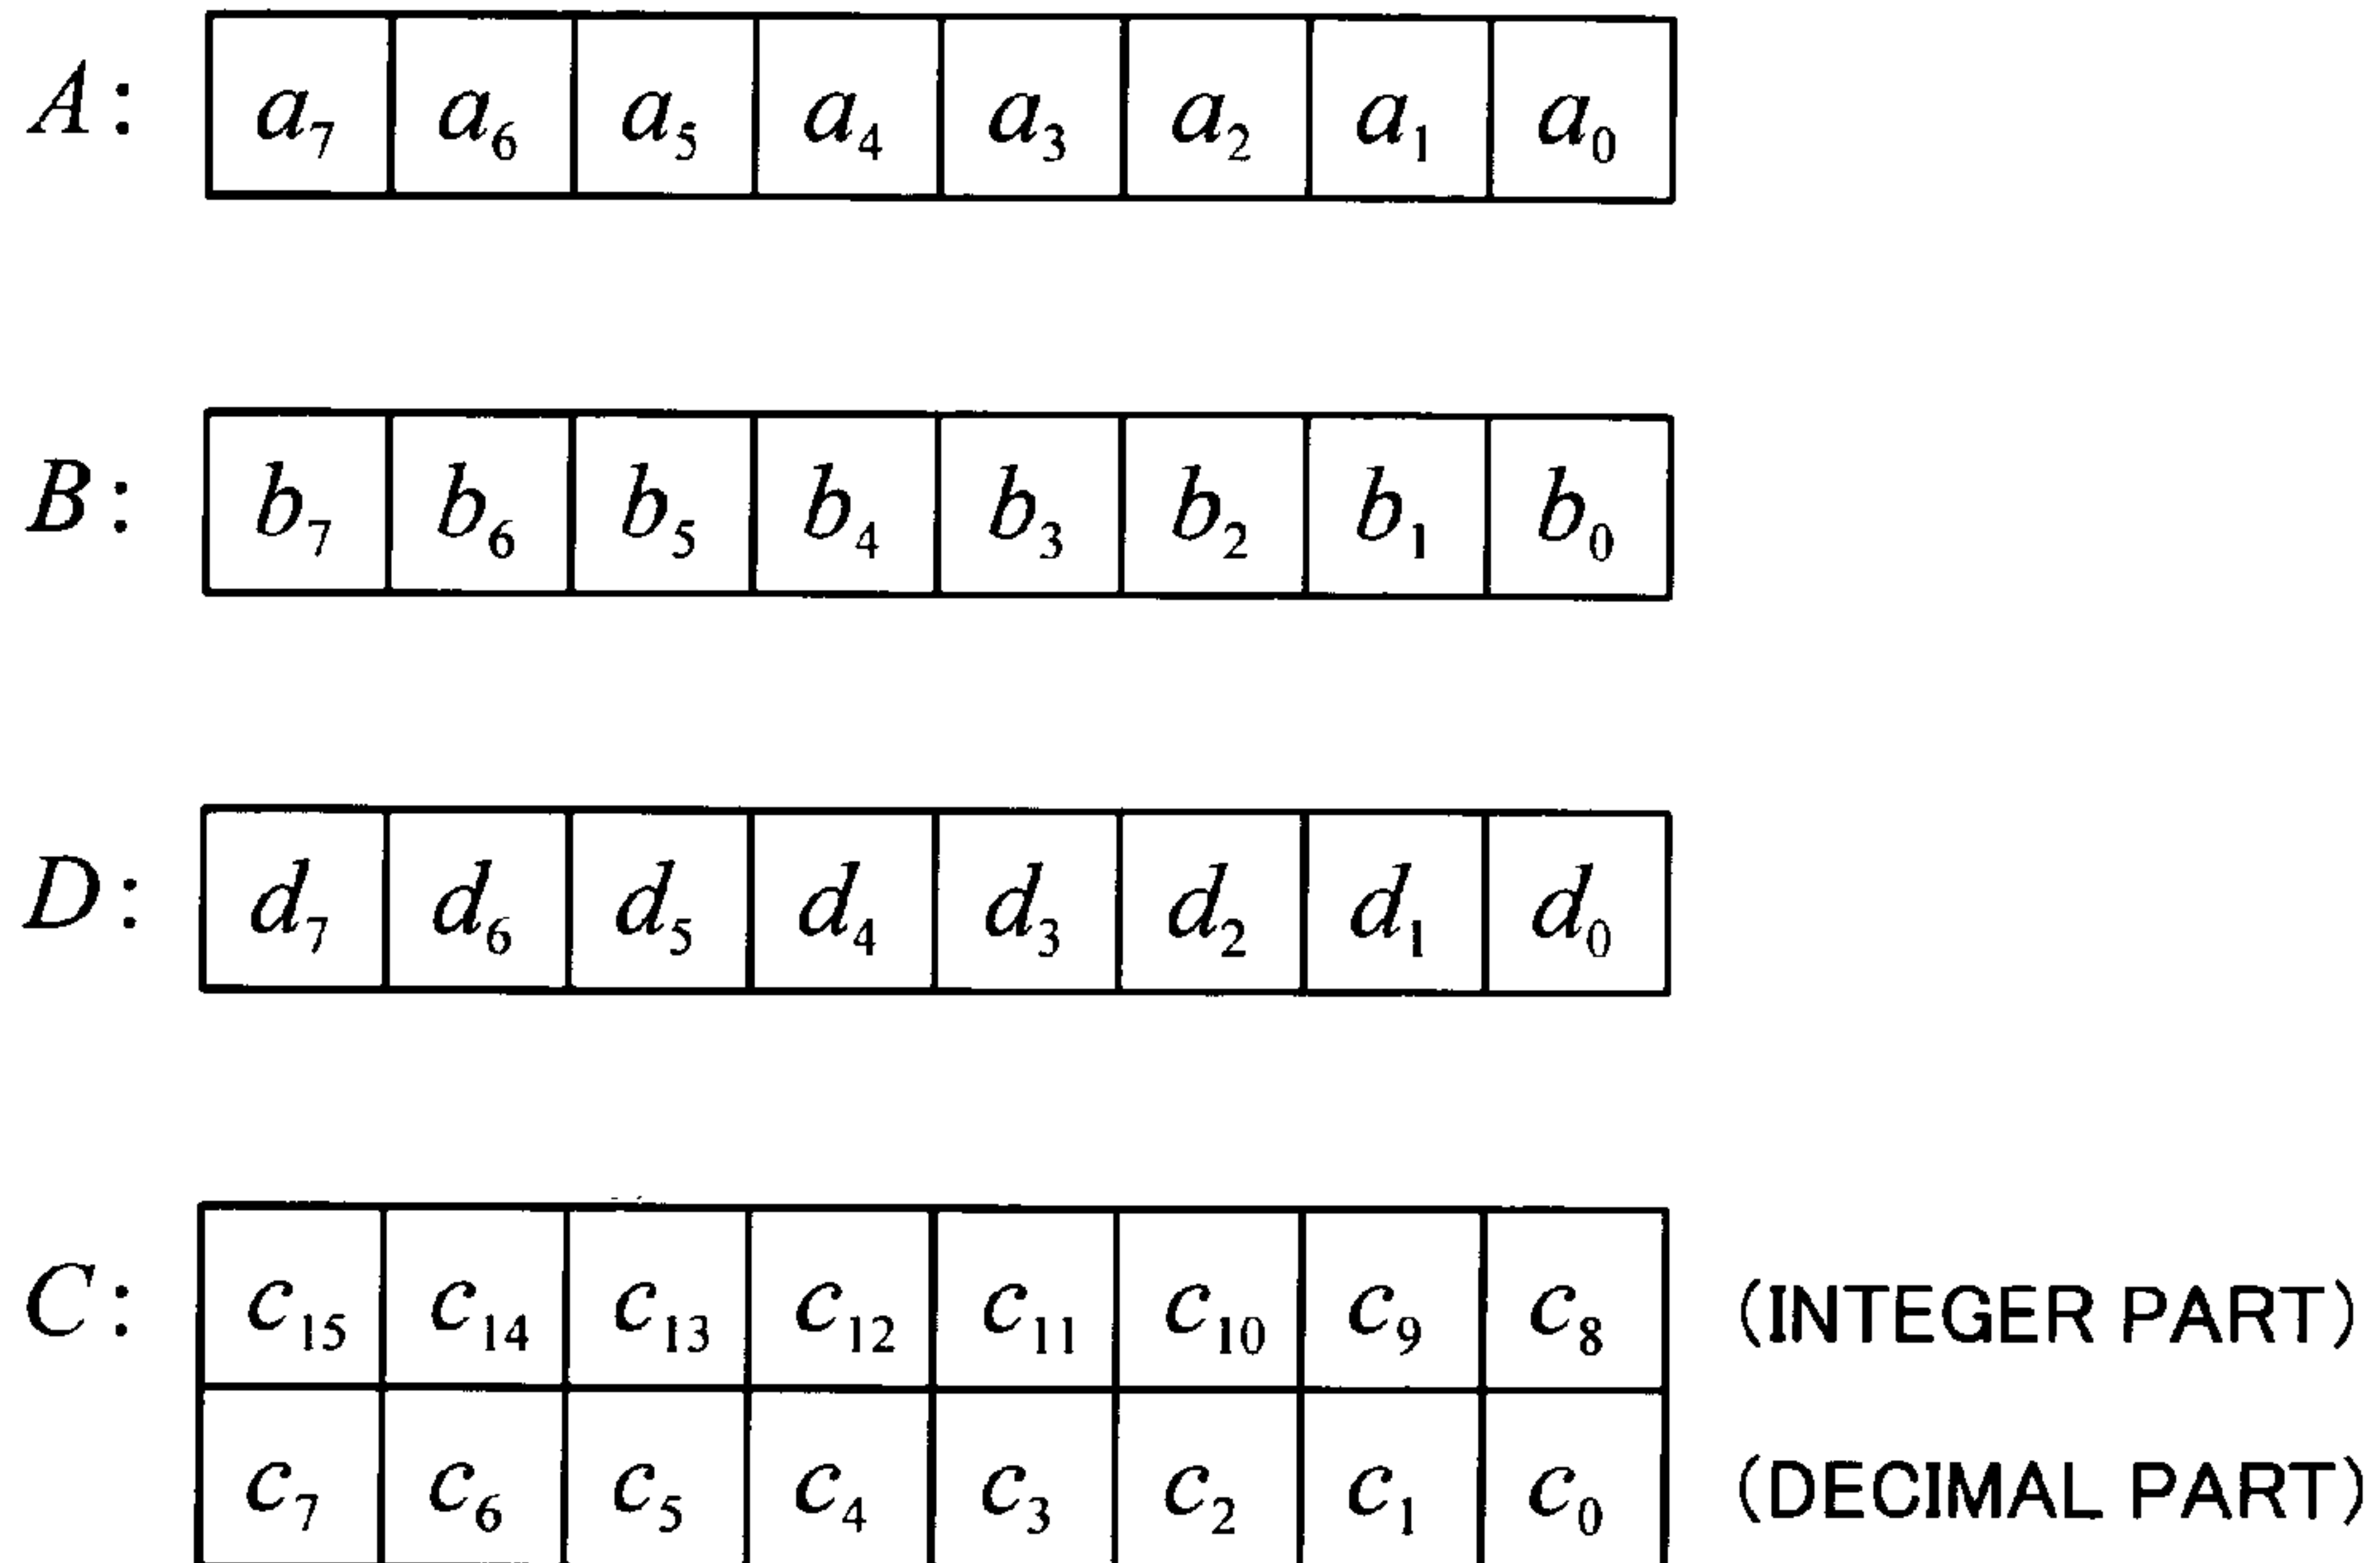 A: a₇ a₆ a₅ a₄ a₃ a₂ a₁ a₀
B: b₇ b₆ b₅ b₄ b₃ b₂ b₁ b₀
D: d₇ d₆ d₅ d₄ d₃ d₂ d₁ d₀
C: c₁₅ c₁₄ c₁₃ c₁₂ c₁₁ c₁₀ c₉ c₈ (INTEGER PART)
c₇ c₆ c₅ c₄ c₃ c₂ c₁ c₀ (DECIMAL PART)